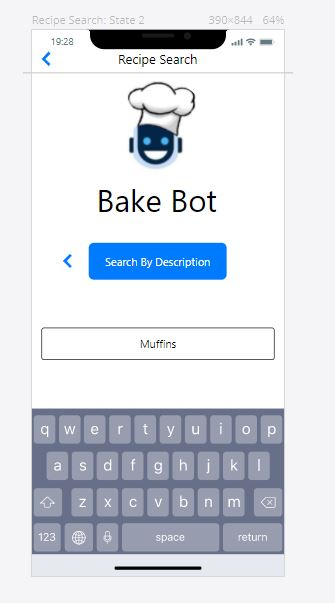 Recipe Search: State 2 390×844 64%
19:28
Recipe Search
Bake Bot
Search By Description
Muffins
q w e r t y u i o p
a s d f g h j k l
z x c v b n m
123 space return